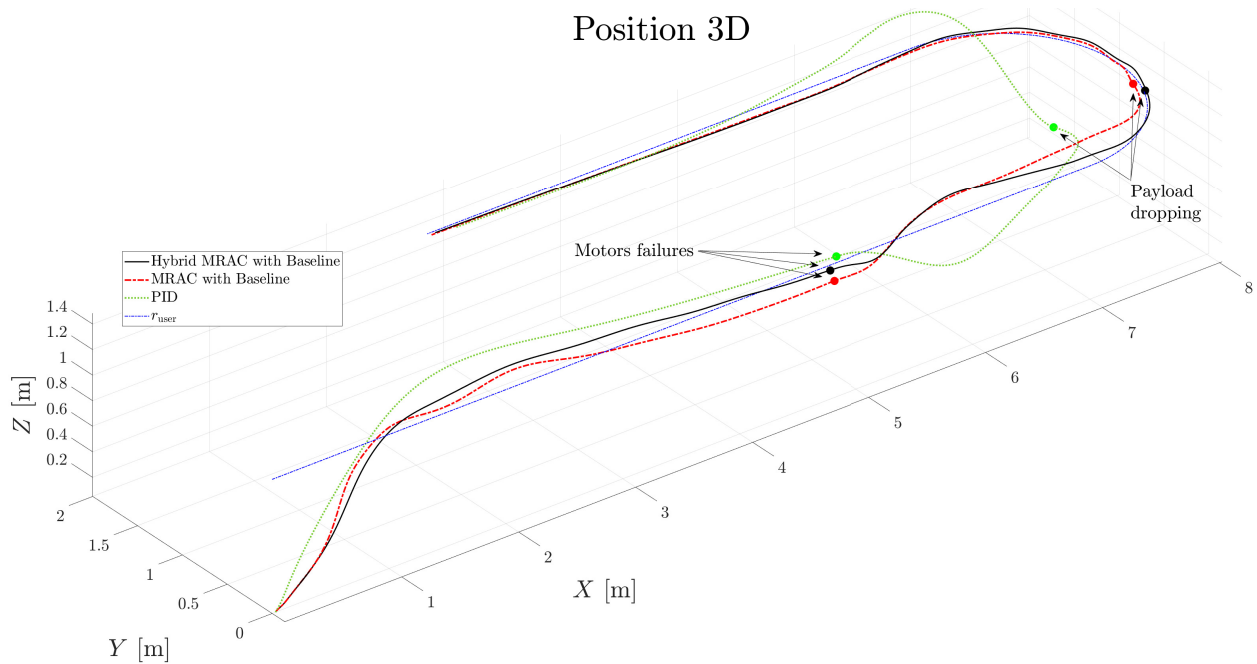 Position 3D
Payload
dropping
Motors failures
Hybrid MRAC with Baseline
MRAC with Baseline
PID
r_user
1.4
1.2
1
0.8
0.6
0.4
0.2
Z [m]
2
1.5
1
0.5
0
Y [m]
1
2
3
4
5
6
7
8
X [m]